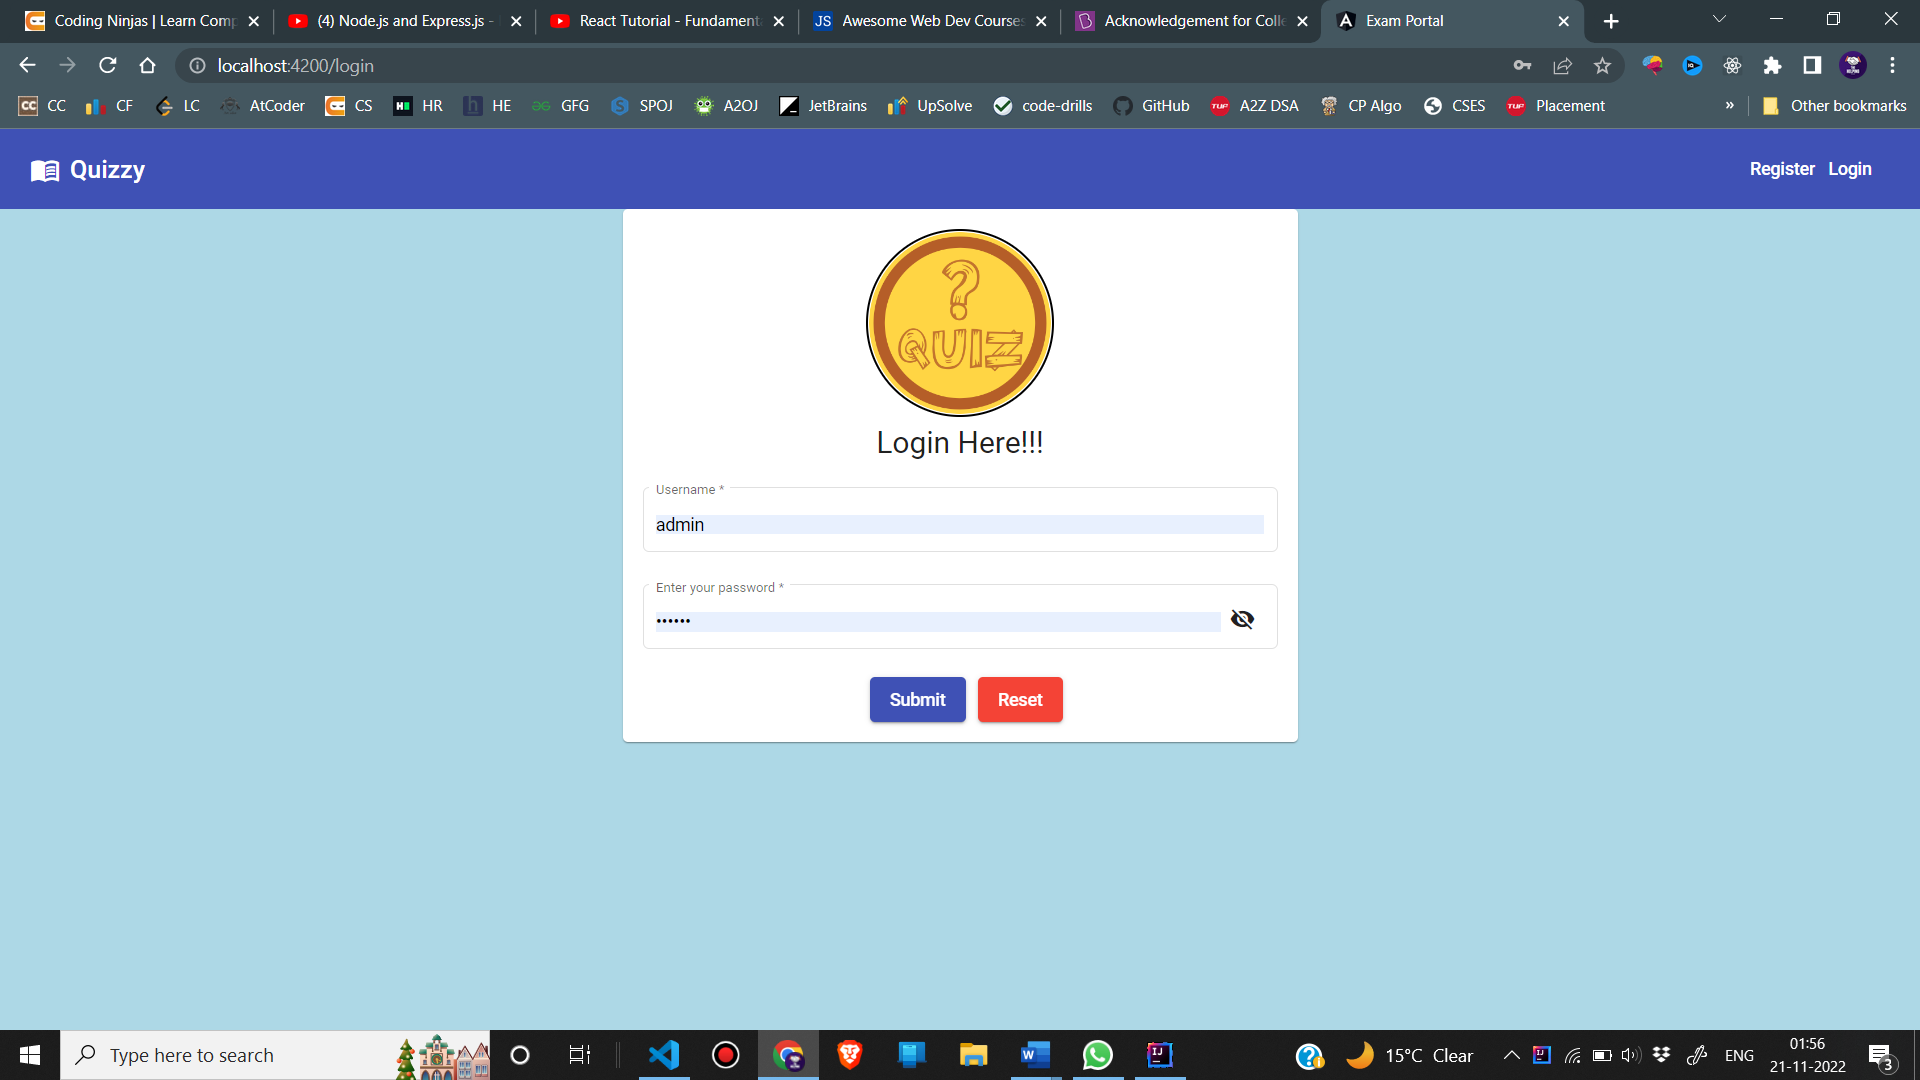 Coding Ninjas | Learn Comp
(4) Node.js and Express.js -
React Tutorial - Fundamenta
Awesome Web Dev Courses
Acknowledgement for Colle
Exam Portal
localhost:4200/login
CC
CF
LC
AtCoder
CS
HR
HE
GFG
SPOJ
A2OJ
JetBrains
UpSolve
code-drills
GitHub
A2Z DSA
CP Algo
CSES
Placement
»
Other bookmarks
Quizzy
Register
Login
?
QUIZ
Login Here!!!
Username *
admin
Enter your password *
••••••
Submit
Reset
Type here to search
15°C Clear
ENG
01:56
21-11-2022
3